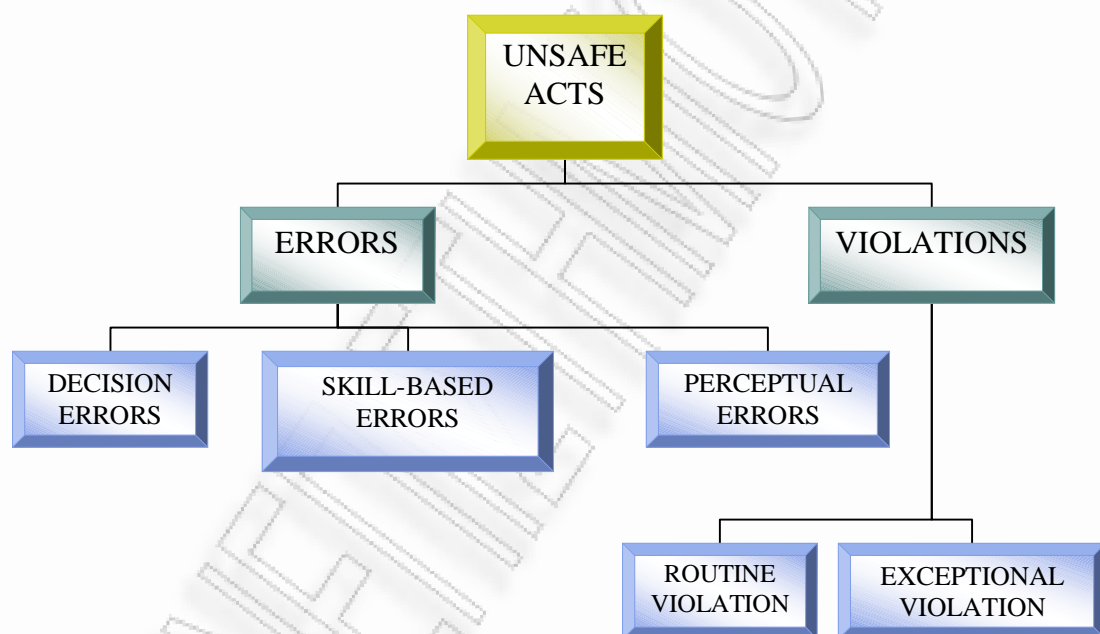 UNSAFE
ACTS
ERRORS
VIOLATIONS
DECISION
ERRORS
SKILL-BASED
ERRORS
PERCEPTUAL
ERRORS
ROUTINE
VIOLATION
EXCEPTIONAL
VIOLATION